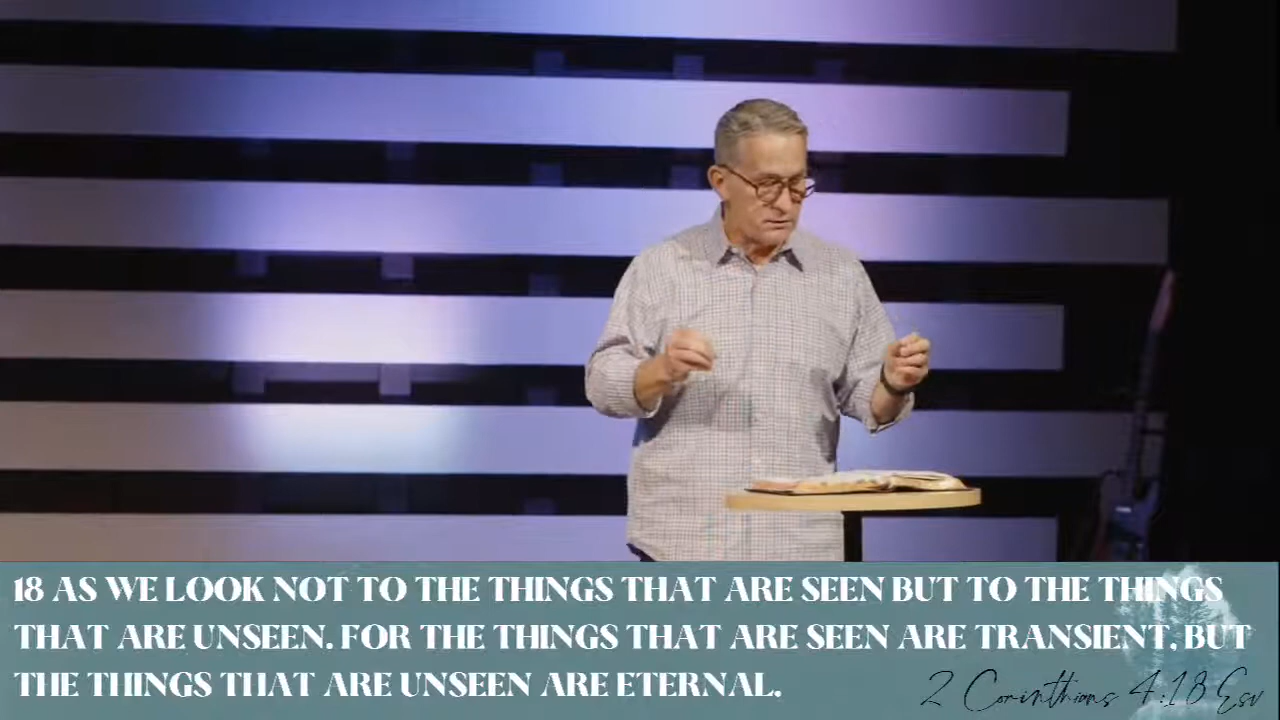 18 AS WE LOOK NOT TO THE THINGS THAT ARE SEEN BUT TO THE THINGS
THAT ARE UNSEEN. FOR THE THINGS THAT ARE SEEN ARE TRANSIENT, BUT
THE THINGS THAT ARE UNSEEN ARE ETERNAL.
2 Corinthians 4:18 Esv